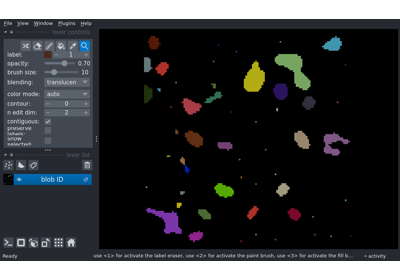 File View Window Plugins Help
layer controls
label: 1
opacity: 0.70
brush size: 10
blending: translucen
color mode: auto
contour: 0
n edit dim: 2
contiguous:
preserve labels:
show selected:
layer list
blob ID
Ready
use <1> for activate the label eraser, use <2> for activate the paint brush, use <3> for activate the fill b...
activity